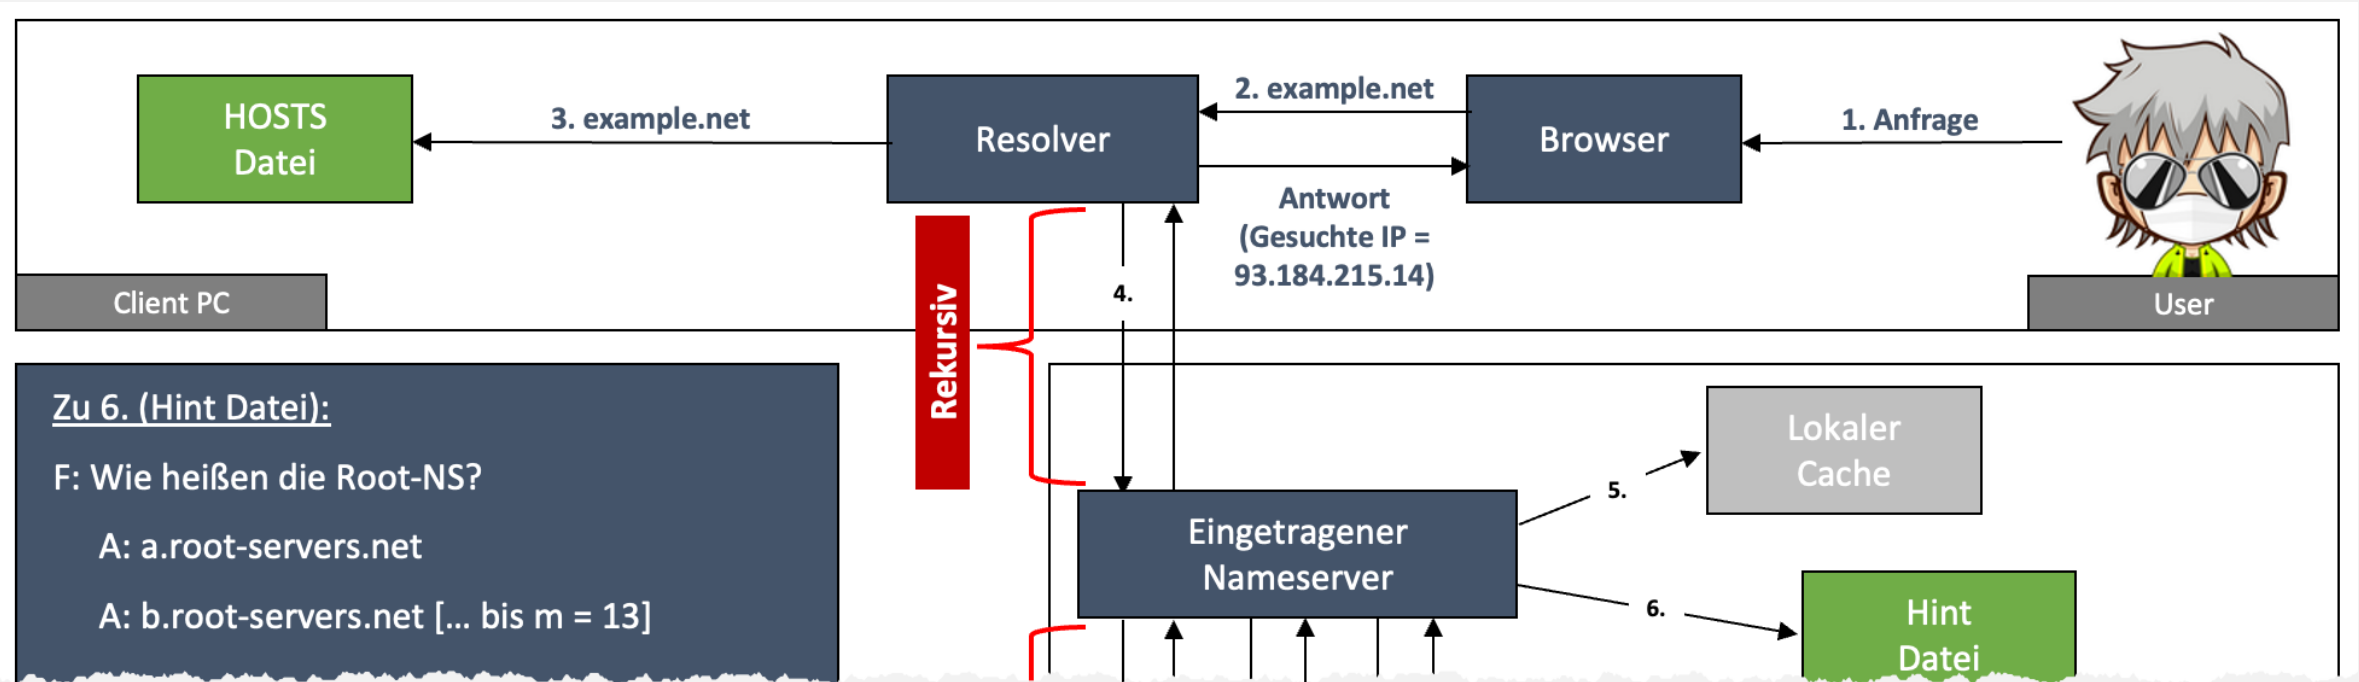 HOSTS
Datei
3. example.net
Resolver
2. example.net
Antwort
(Gesuchte IP =
93.184.215.14)
Browser
1. Anfrage
Client PC
User
Rekursiv
4.
Zu 6. (Hint Datei):
F: Wie heißen die Root-NS?
A: a.root-servers.net
A: b.root-servers.net [... bis m = 13]
Eingetragener
Nameserver
5.
Lokaler
Cache
6.
Hint
Datei